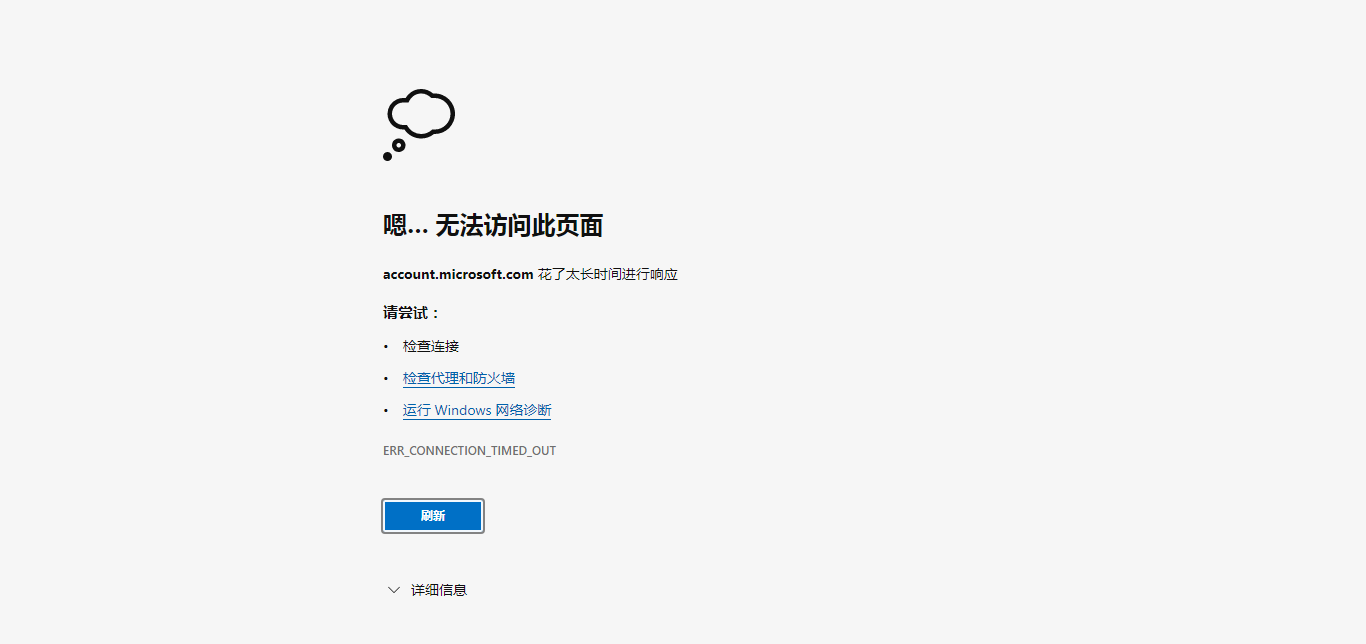 嗯… 无法访问此页面
account.microsoft.com 花了太长时间进行响应
请尝试：
• 检查连接
• 检查代理和防火墙
• 运行 Windows 网络诊断
ERR_CONNECTION_TIMED_OUT
刷新
详细信息